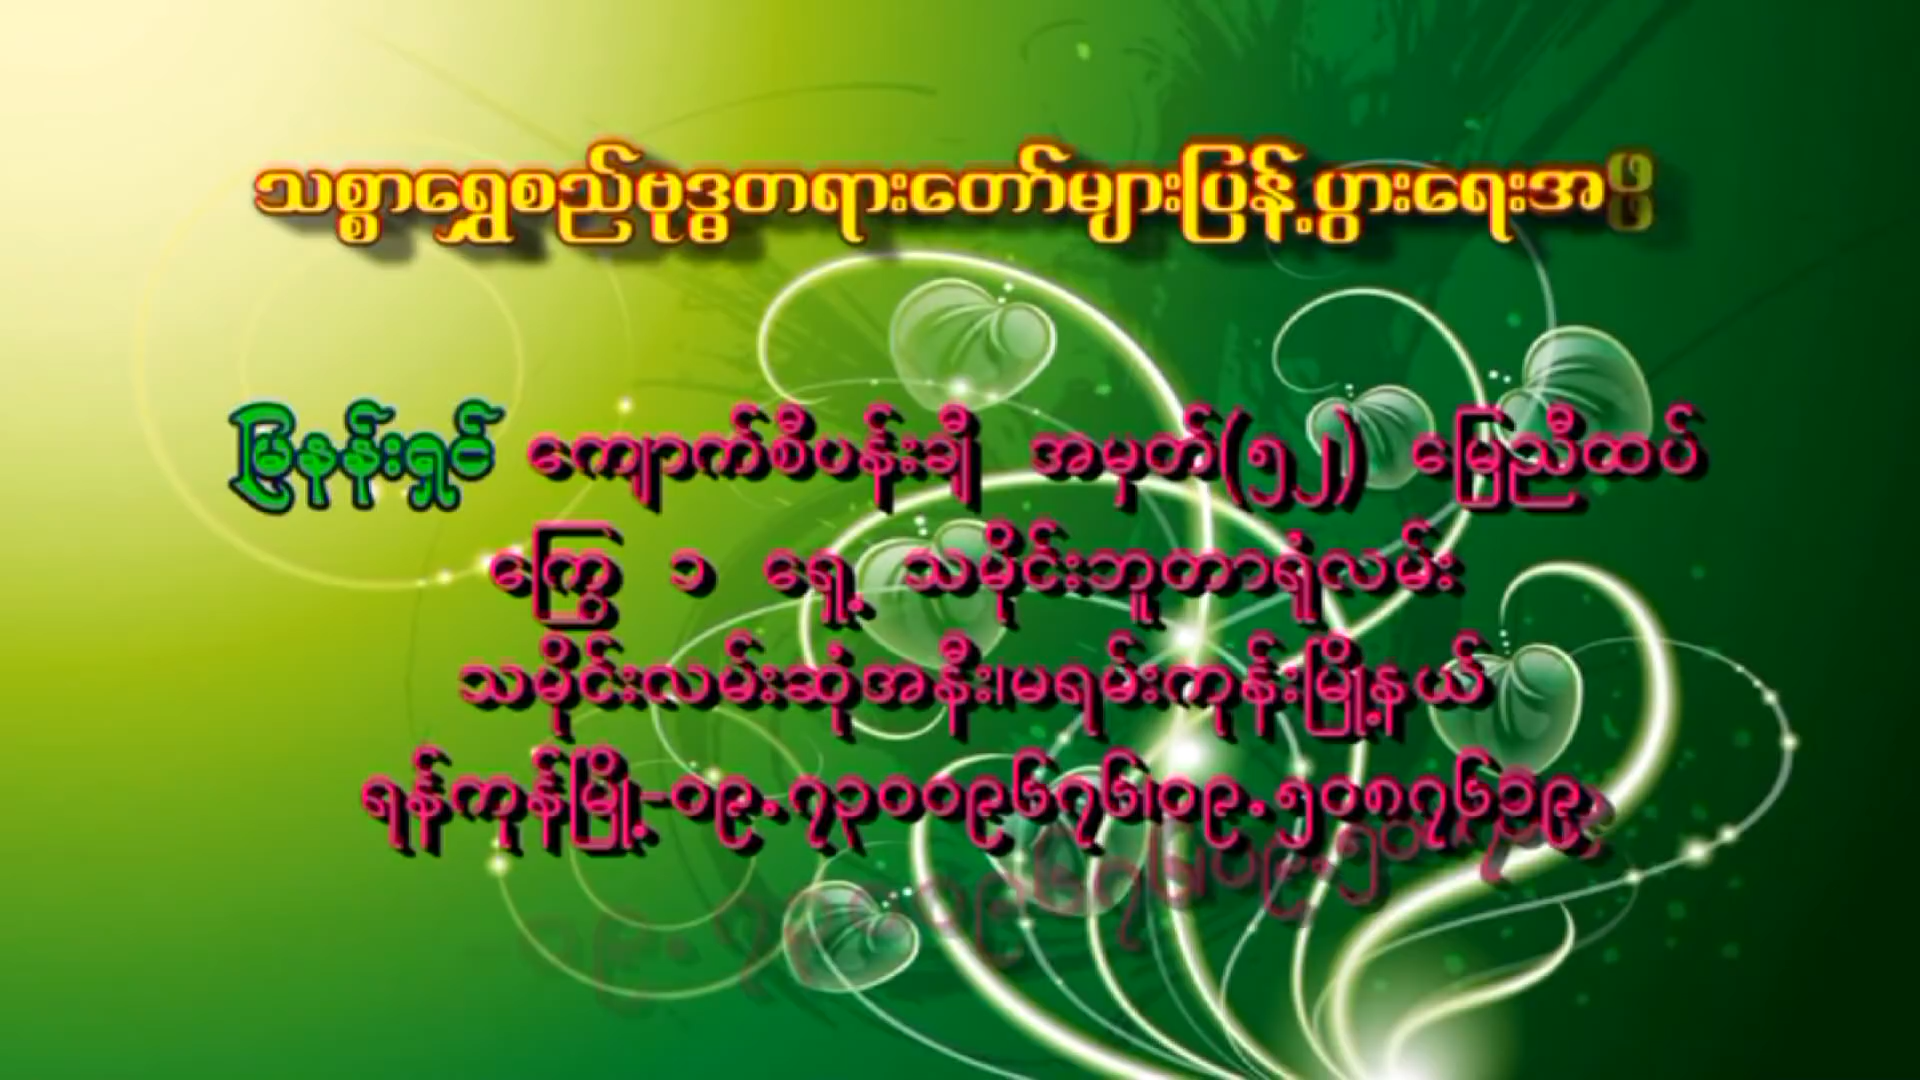 သစ္စာရွှေစည်ဗုဒ္ဓတရားတော်များပြန့်ပွားရေးအဖွဲ့
မြနန်းရှင် ကျောက်စီပန်းချီ အမှတ်(၅၂) မြေညီထပ်
ကြွေ ၁ ရှေ့ သမိုင်းဘူတာရုံလမ်း
သမိုင်းလမ်းဆုံအနီး၊မရမ်းကုန်းမြို့နယ်
ရန်ကုန်မြို့-၀၉.၇၃၀၀၉၆၇၆၊၀၉.၅၀၈၇၆၁၉